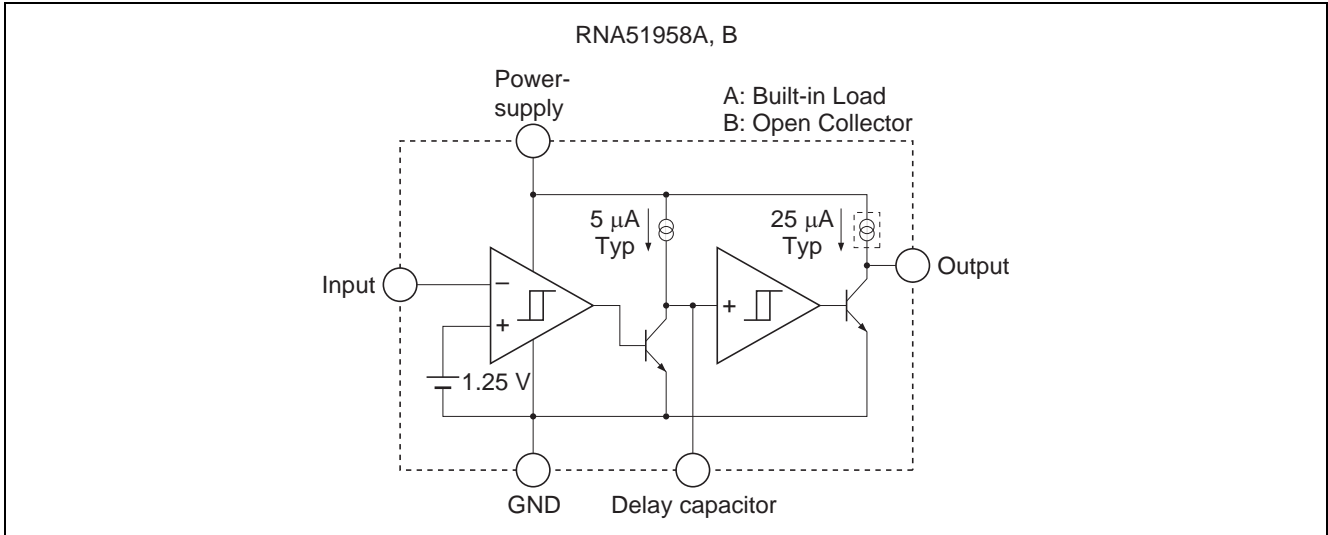 RNA51958A, B
Power-
supply
A: Built-in Load
B: Open Collector
5 μA
Typ
25 μA
Typ
Input
−
+
1.25 V
+
Output
GND
Delay capacitor